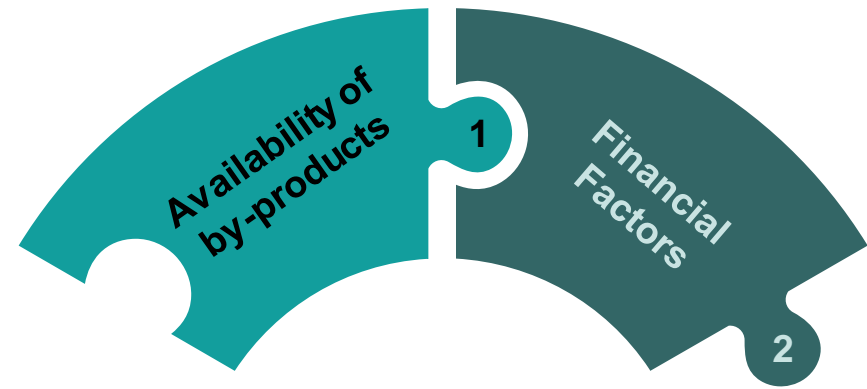 Availability of
by-products
1
Financial
Factors
2